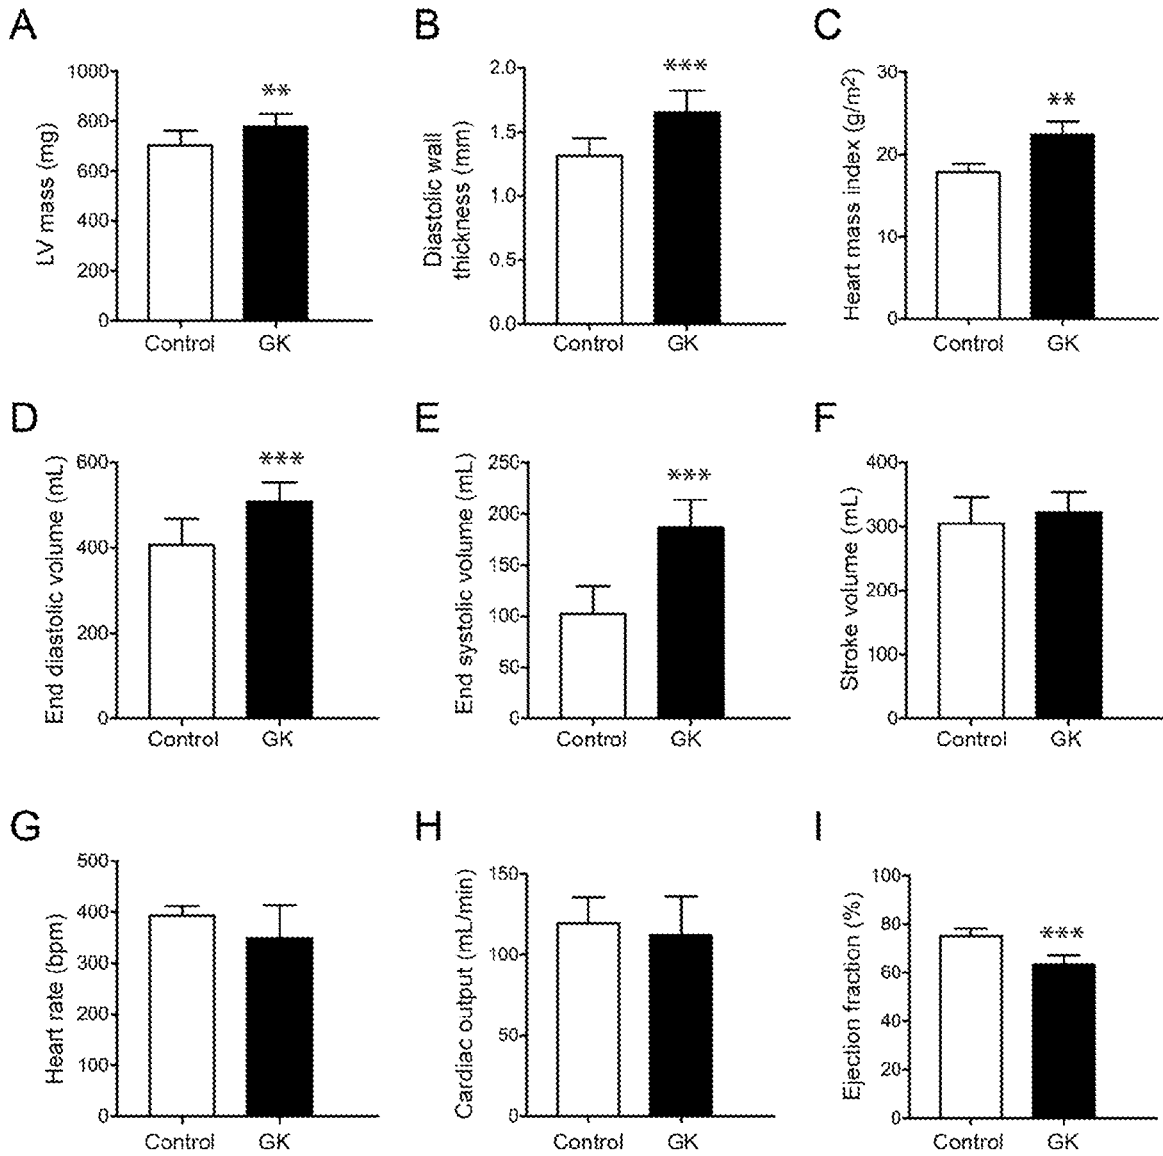 A
B
C
LV mass (mg)
1000
800
600
400
200
0
**
Control
GK
Diastolic wall
thickness (mm)
2.0
1.5
1.0
0.5
0.0
***
Control
GK
Heart mass index (g/m²)
30
20
10
0
**
Control
GK
D
E
F
End diastolic volume (mL)
600
400
200
0
***
Control
GK
End systolic volume (mL)
250
200
150
100
50
0
***
Control
GK
Stroke volume (mL)
400
300
200
100
0
Control
GK
G
H
I
Heart rate (bpm)
500
400
300
200
100
0
Control
GK
Cardiac output (mL/min)
150
100
50
0
Control
GK
Ejection fraction (%)
100
80
60
40
20
0
***
Control
GK